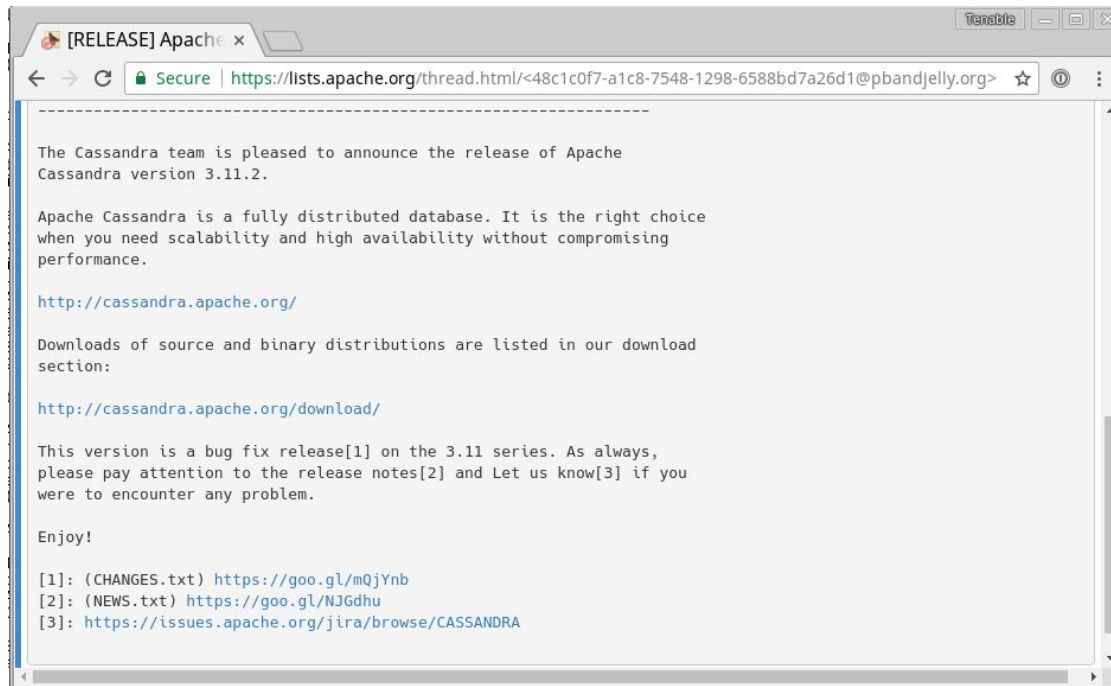 Tenable
[RELEASE] Apache
Secure | https://lists.apache.org/thread.html/<48c1c0f7-a1c8-7548-1298-6588bd7a26d1@pbandjelly.org>
-----------------------------------------------------------------
The Cassandra team is pleased to announce the release of Apache
Cassandra version 3.11.2.
Apache Cassandra is a fully distributed database. It is the right choice
when you need scalability and high availability without compromising
performance.
http://cassandra.apache.org/
Downloads of source and binary distributions are listed in our download
section:
http://cassandra.apache.org/download/
This version is a bug fix release[1] on the 3.11 series. As always,
please pay attention to the release notes[2] and Let us know[3] if you
were to encounter any problem.
Enjoy!
[1]: (CHANGES.txt) https://goo.gl/mQjYnb
[2]: (NEWS.txt) https://goo.gl/NJGdhu
[3]: https://issues.apache.org/jira/browse/CASSANDRA